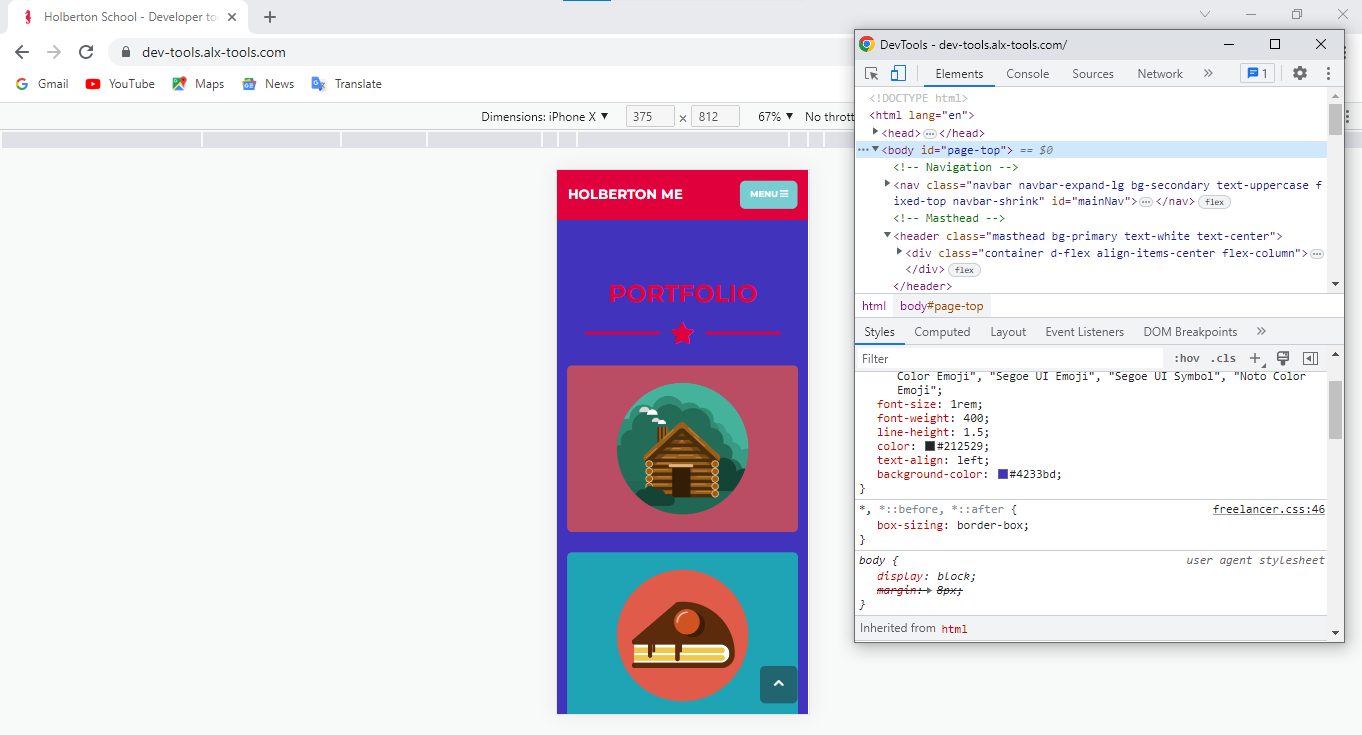 Holberton School - Developer to
dev-tools.alx-tools.com
Gmail
YouTube
Maps
News
Translate
Dimensions: iPhone X ▼
375
×
812
67% ▼
No thrott
HOLBERTON ME
MENU
PORTFOLIO
DevTools - dev-tools.alx-tools.com/
Elements
Console
Sources
Network
»
1
<!DOCTYPE html>
<html lang="en">
▶<head>…</head>
…▼<body id="page-top"> == $0
<!-- Navigation -->
▶<nav class="navbar navbar-expand-lg bg-secondary text-uppercase f
ixed-top navbar-shrink" id="mainNav">…</nav> flex
<!-- Masthead -->
▼<header class="masthead bg-primary text-white text-center">
▶<div class="container d-flex align-items-center flex-column">…
</div> flex
</header>
html
body#page-top
Styles
Computed
Layout
Event Listeners
DOM Breakpoints
»
Filter
:hov
.cls
+
Color Emoji", "Segoe UI Emoji", "Segoe UI Symbol", "Noto Color
Emoji";
font-size: 1rem;
font-weight: 400;
line-height: 1.5;
color: #212529;
text-align: left;
background-color: #4233bd;
}
*, *::before, *::after {
freelancer.css:46
box-sizing: border-box;
}
body {
user agent stylesheet
display: block;
margin: ▶ 8px;
}
Inherited from html